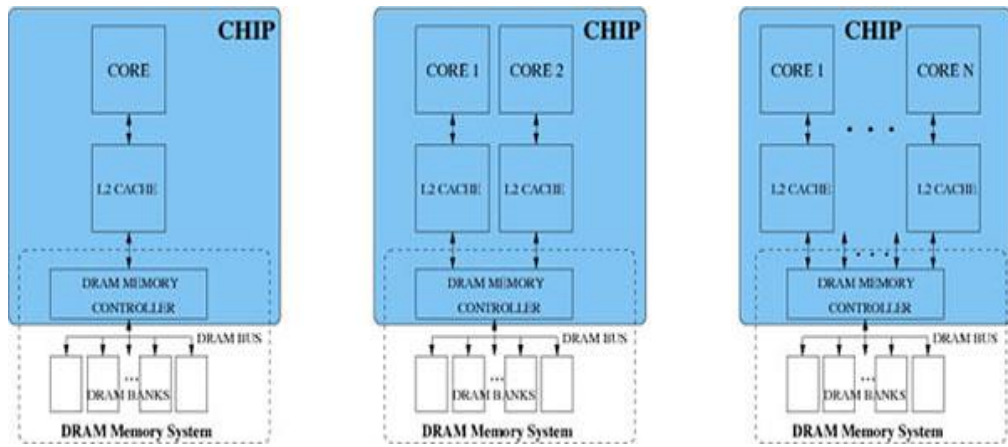 CHIP
CORE
L2 CACHE
DRAM MEMORY
CONTROLLER
DRAM BUS
...
DRAM BANKS
DRAM Memory System
CHIP
CORE 1 CORE 2
L2 CACHE L2 CACHE
DRAM MEMORY
CONTROLLER
DRAM BUS
...
DRAM BANKS
DRAM Memory System
CHIP
CORE 1 CORE N
. . .
L2 CACHE L2 CACHE
. . . .
DRAM MEMORY
CONTROLLER
DRAM BUS
...
DRAM BANKS
DRAM Memory System